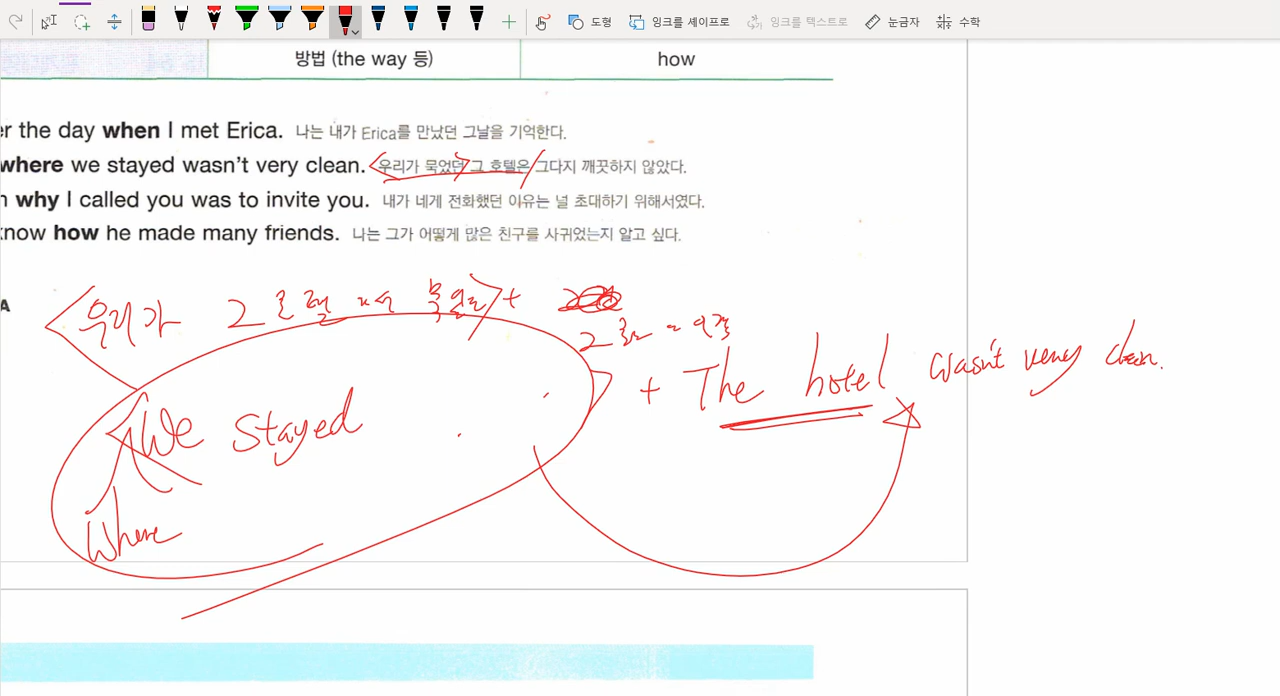 도형 잉크를 셰이프로 잉크를 텍스트로 눈금자 수학
방법 (the way 등) how
er the day when I met Erica. 나는 내가 Erica를 만났던 그날을 기억한다.
where we stayed wasn't very clean. 우리가 묵었던 그 호텔은 그다지 깨끗하지 않았다.
why I called you was to invite you. 내가 네게 전화했던 이유는 널 초대하기 위해서였다.
know how he made many friends. 나는 그가 어떻게 많은 친구를 사귀었는지 알고 싶다.
A
우리가 그 호텔 에서 묵었던 +
+ The hotel wasn't very clean.
We stayed
where